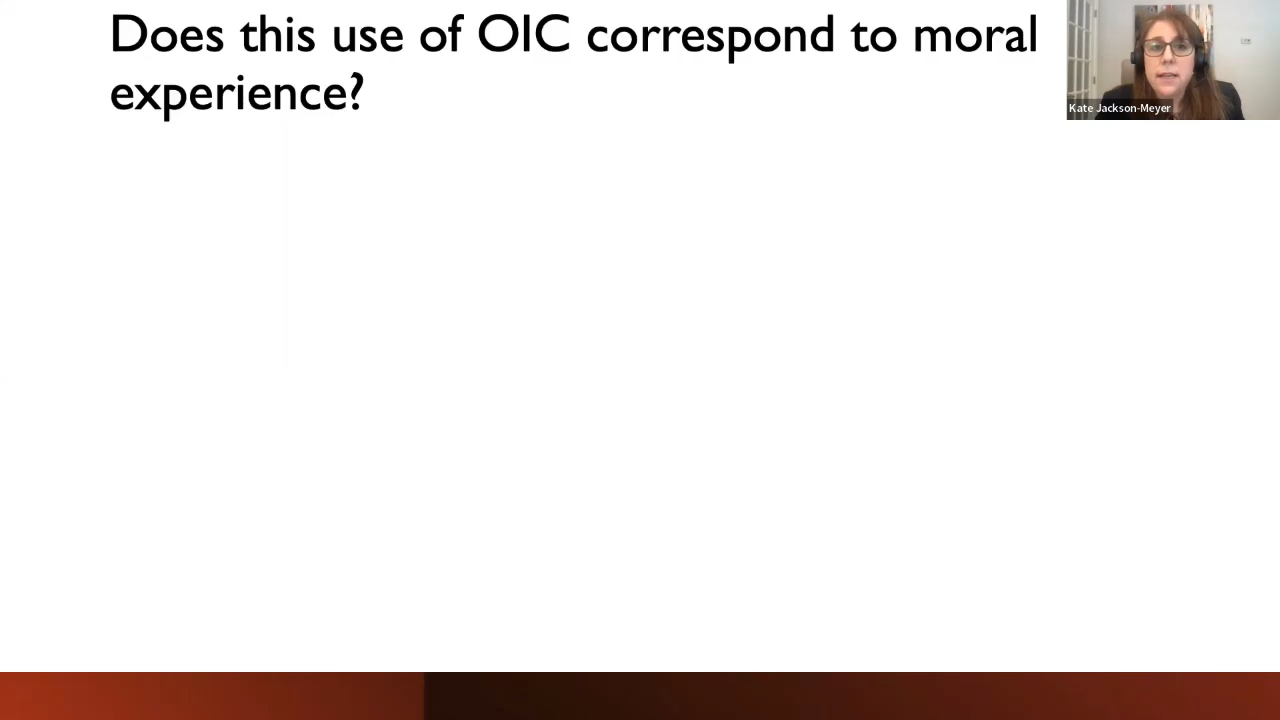 Does this use of OIC correspond to moral
experience?
Kate Jackson-Meyer